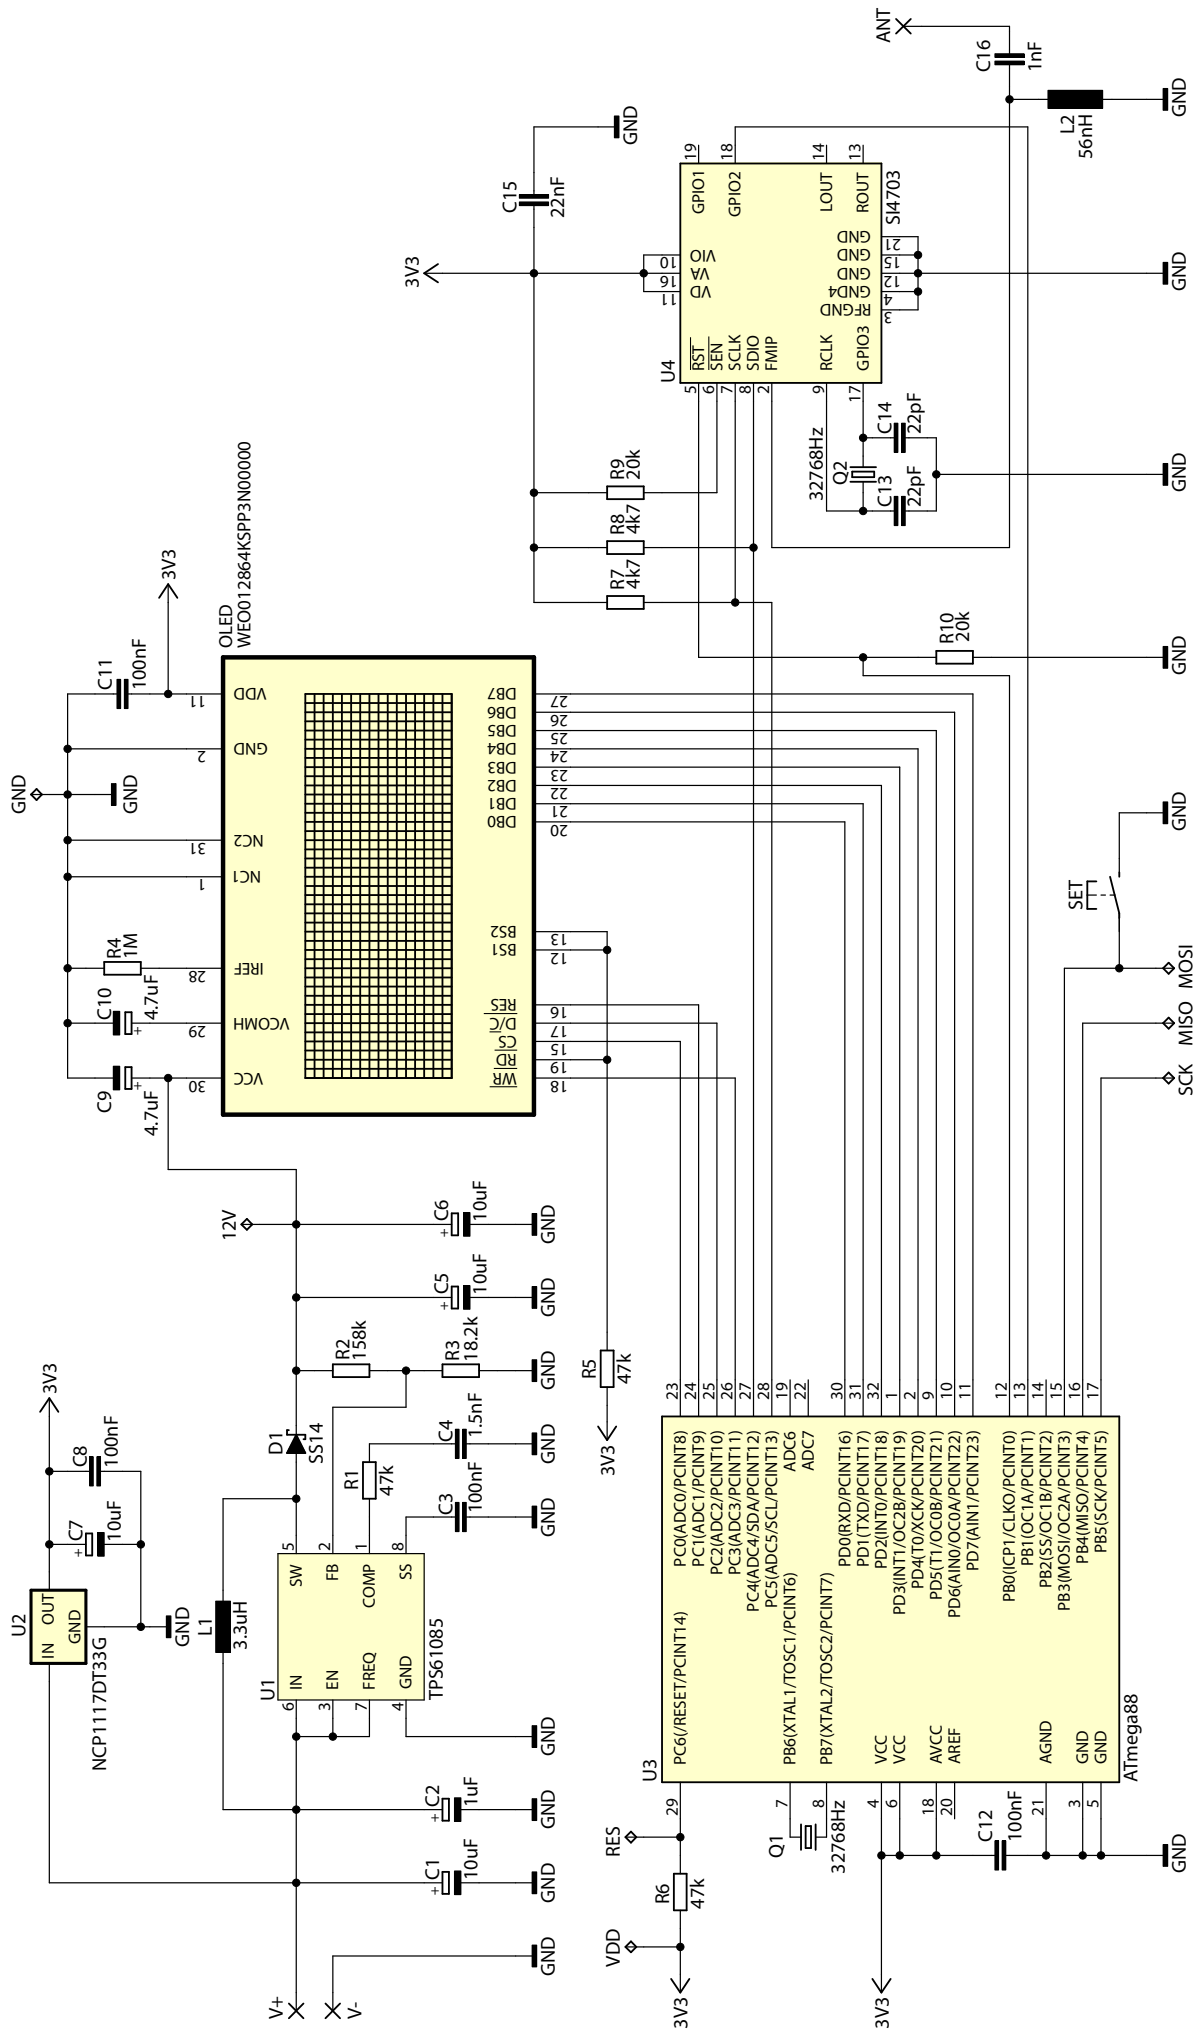 V+
V-
GND
C1
10uF
GND
C2
1uF
GND
U1
TPS61085
6
IN
3
EN
7
FREQ
4
GND
GND
5
SW
2
FB
1
COMP
8
SS
L1
3.3uH
U2
NCP1117DT33G
IN
OUT
GND
GND
C7
10uF
C8
100nF
3V3
D1
SS14
C3
100nF
GND
R1
47k
C4
1.5nF
GND
R2
158k
R3
18.2k
GND
C5
10uF
GND
C6
10uF
GND
12V
C9
4.7uF
C10
4.7uF
R4
1M
GND
GND
C11
100nF
3V3
OLED
WEO012864KSPP3N00000
30
VCC
29
VCOMH
28
IREF
1
NC1
31
NC2
2
GND
11
VDD
18
WR
19
RD
15
CS
17
D/C
16
RES
12
BS1
13
BS2
20
DB0
21
DB1
22
DB2
23
DB3
24
DB4
25
DB5
26
DB6
27
DB7
3V3
R5
47k
3V3
VDD
R6
47k
RES
3V3
Q1
32768Hz
C12
100nF
GND
U3
ATmega88
29
PC6(/RESET/PCINT14)
7
PB6(XTAL1/TOSC1/PCINT6)
8
PB7(XTAL2/TOSC2/PCINT7)
4
VCC
6
VCC
18
AVCC
20
AREF
21
AGND
3
GND
5
GND
PC0(ADC0/PCINT8)
23
PC1(ADC1/PCINT9)
24
PC2(ADC2/PCINT10)
25
PC3(ADC3/PCINT11)
26
PC4(ADC4/SDA/PCINT12)
27
PC5(ADC5/SCL/PCINT13)
28
ADC6
19
ADC7
22
PD0(RXD/PCINT16)
30
PD1(TXD/PCINT17)
31
PD2(INT0/PCINT18)
32
PD3(INT1/OC2B/PCINT19)
1
PD4(T0/XCK/PCINT20)
2
PD5(T1/OC0B/PCINT21)
9
PD6(AIN0/OC0A/PCINT22)
10
PD7(AIN1/PCINT23)
11
PB0(ICP1/CLKO/PCINT0)
12
PB1(OC1A/PCINT1)
13
PB2(SS/OC1B/PCINT2)
14
PB3(MOSI/OC2A/PCINT3)
15
PB4(MISO/PCINT4)
16
PB5(SCK/PCINT5)
17
SCK
MISO
MOSI
SET
GND
R10
20k
GND
R7
4k7
R8
4k7
R9
20k
3V3
C15
22nF
GND
Q2
32768Hz
C13
22pF
C14
22pF
GND
U4
SI4703
5
RST
6
SEN
7
SCLK
8
SDIO
2
FMIP
9
RCLK
17
GPIO3
11
VD
16
VA
10
VIO
3
RFGND
4
GND4
12
GND
15
GND
21
GND
GPIO1
19
GPIO2
18
LOUT
14
ROUT
13
GND
L2
56nH
GND
C16
1nF
ANT